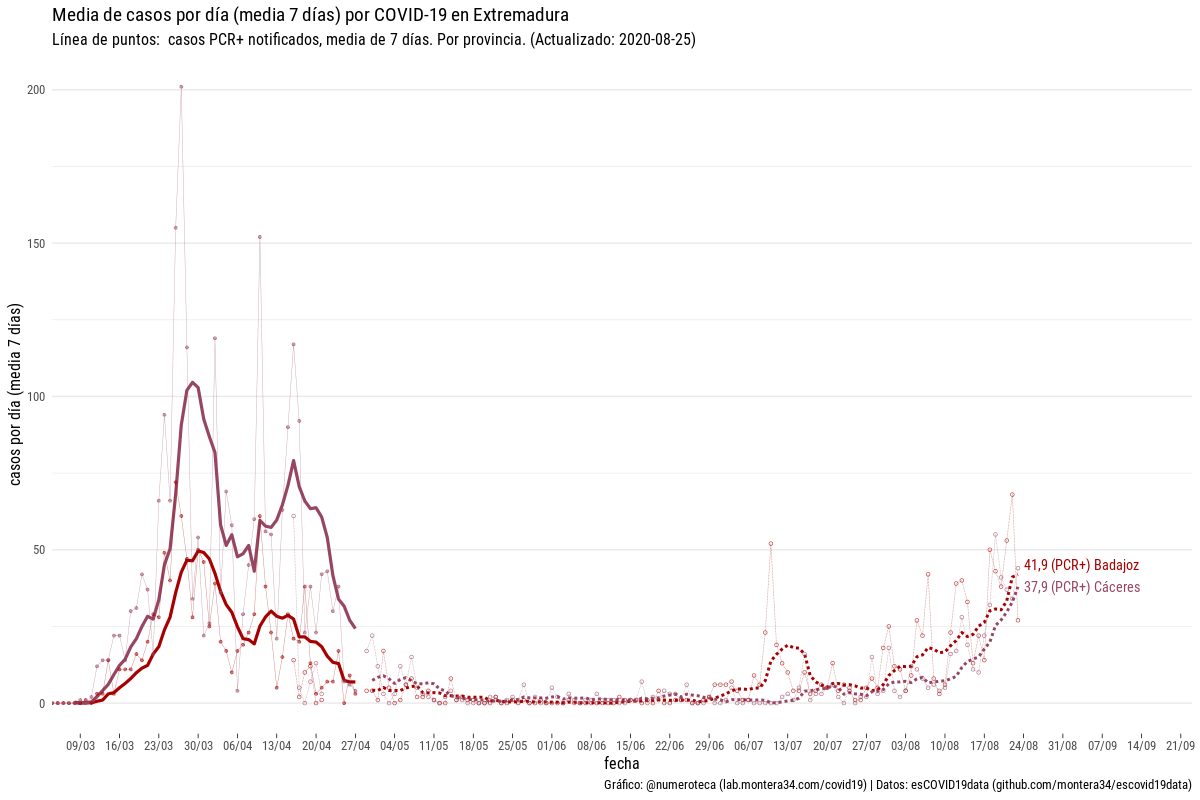 Media de casos por día (media 7 días) por COVID-19 en Extremadura
Línea de puntos:  casos PCR+ notificados, media de 7 días. Por provincia. (Actualizado: 2020-08-25)
casos por día (media 7 días)
200
150
100
50
0
41,9 (PCR+) Badajoz
37,9 (PCR+) Cáceres
09/03 16/03 23/03 30/03 06/04 13/04 20/04 27/04 04/05 11/05 18/05 25/05 01/06 08/06 15/06 22/06 29/06 06/07 13/07 20/07 27/07 03/08 10/08 17/08 24/08 31/08 07/09 14/09 21/09
fecha
Gráfico: @numeroteca (lab.montera34.com/covid19) | Datos: esCOVID19data (github.com/montera34/escovid19data)